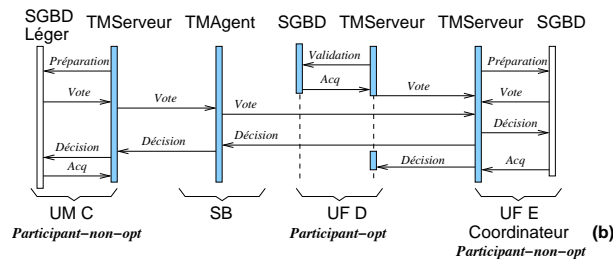 SGBD Léger TMServeur TMAgent SGBD TMServeur TMServeur SGBD
Préparation Validation Préparation
Vote Acq Vote Vote
Vote Vote
Décision
Décision Décision Décision
Acq Décision Acq
UM C SB UF D UF E
Participant−non−opt Participant−opt Coordinateur (b)
Participant−non−opt